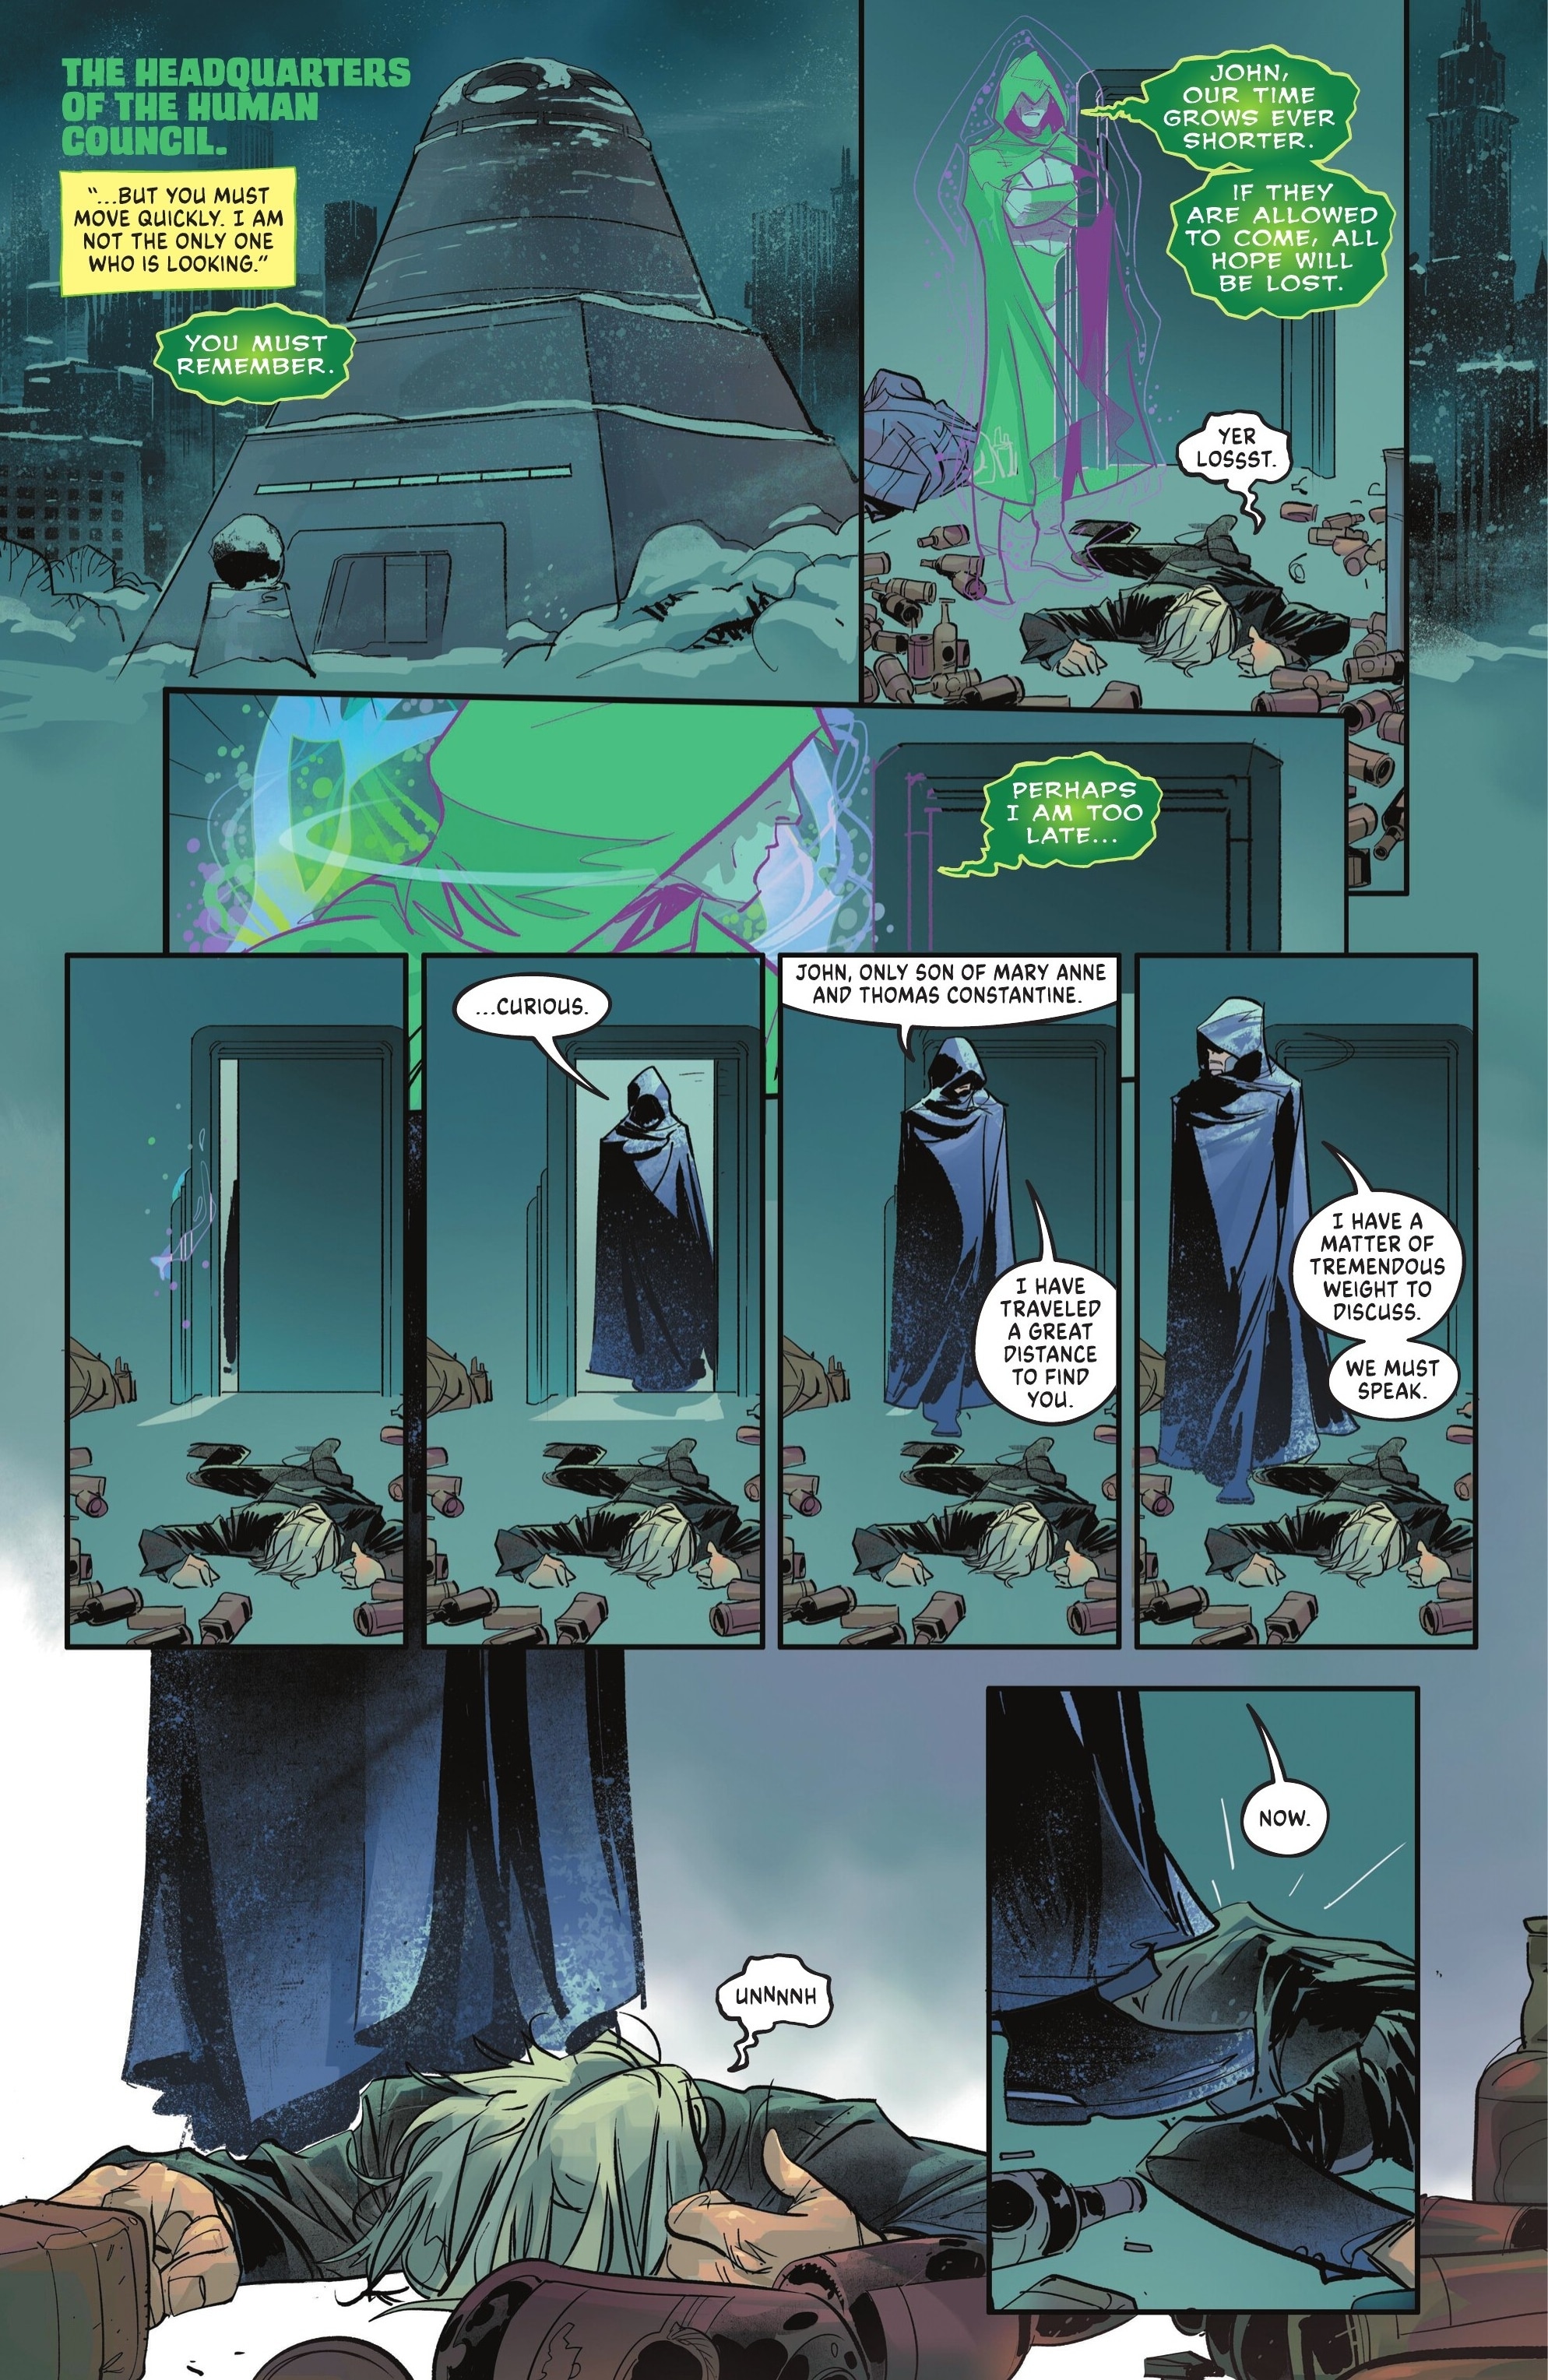 THE HEADQUARTERS
OF THE HUMAN
COUNCIL.
"...BUT YOU MUST
MOVE QUICKLY. I AM
NOT THE ONLY ONE
WHO IS LOOKING."
YOU MUST
REMEMBER.
JOHN,
OUR TIME
GROWS EVER
SHORTER.
IF THEY
ARE ALLOWED
TO COME, ALL
HOPE WILL
BE LOST.
YER
LOSSST.
PERHAPS
I AM TOO
LATE...
...CURIOUS.
JOHN, ONLY SON OF MARY ANNE
AND THOMAS CONSTANTINE.
I HAVE
TRAVELED
A GREAT
DISTANCE
TO FIND
YOU.
I HAVE A
MATTER OF
TREMENDOUS
WEIGHT TO
DISCUSS.
WE MUST
SPEAK.
UNNNNH
NOW.